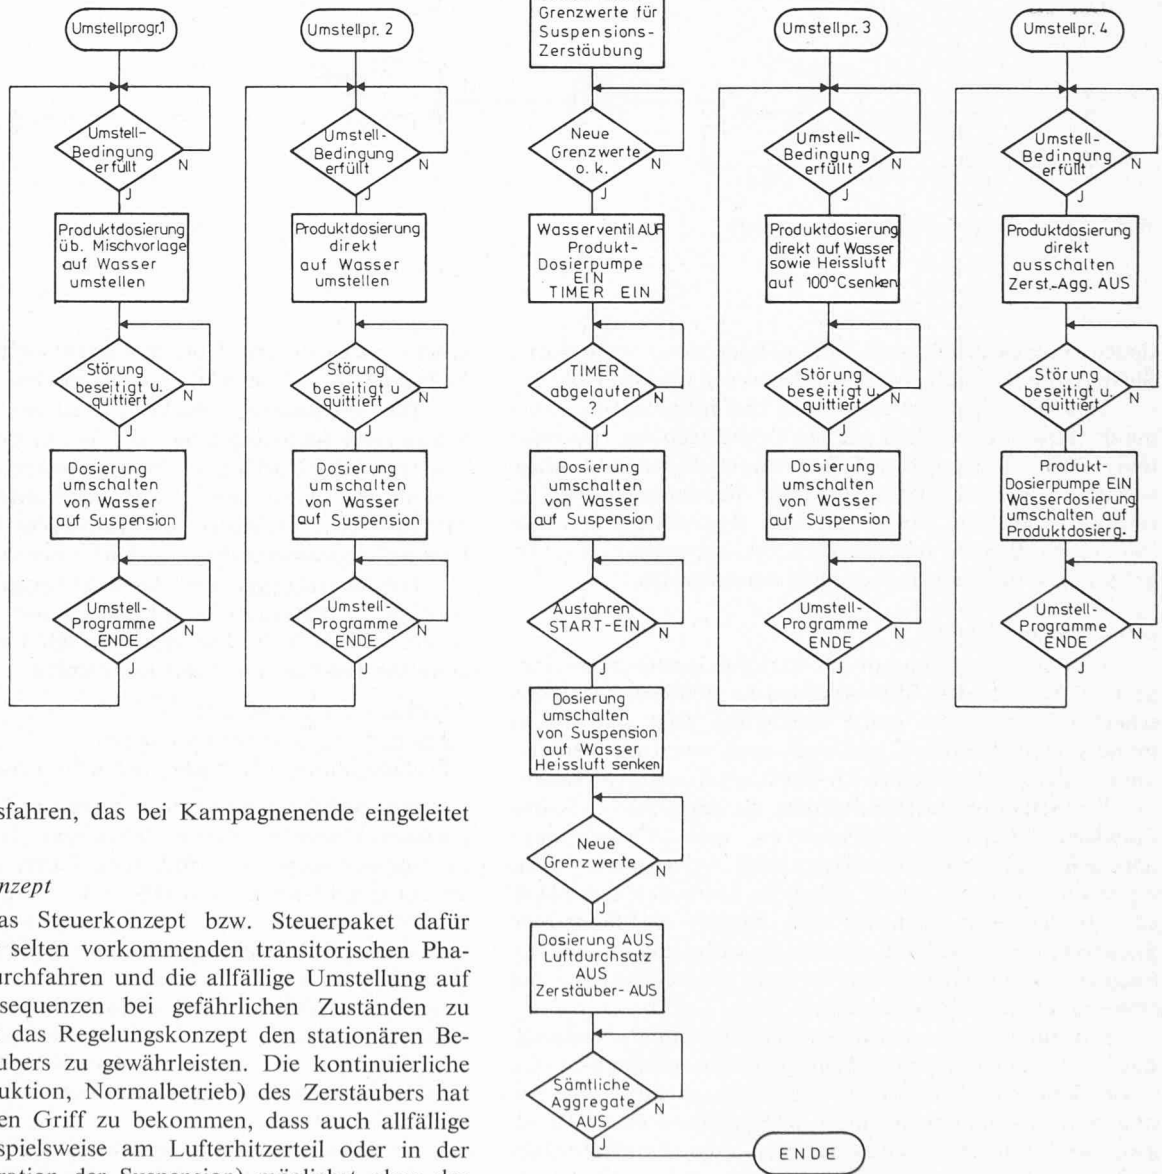 Umstellprogr.1
Umstell-
Bedingung
erfüllt
N
J
Produktdosierung
üb. Mischvorlage
auf Wasser
umstellen
Störung
beseitigt u.
quittiert
N
J
Dosierung
umschalten
von Wasser
auf Suspension
Umstell-
Programme
ENDE
N
J
Umstellpr. 2
Umstell-
Bedingung
erfüllt
N
J
Produktdosierung
direkt
auf Wasser
umstellen
Störung
beseitigt u
quittiert
N
J
Dosierung
umschalten
von Wasser
auf Suspension
Umstell-
Programme
ENDE
N
J
Grenzwerte für
Suspensions-
Zerstäubung
Neue
Grenzwerte
o. k.
N
J
Wasserventil AUF
Produkt-
Dosierpumpe
EIN
TIMER EIN
TIMER
abgelaufen
?
N
J
Dosierung
umschalten
von Wasser
auf Suspension
Ausfahren
START-EIN
N
J
Dosierung
umschalten
von Suspension
auf Wasser
Heissluft senken
Neue
Grenzwerte
N
J
Dosierung AUS
Luftdurchsatz
AUS
Zerstäuber- AUS
Sämtliche
Aggregate
AUS
N
J
ENDE
Umstellpr. 3
Umstell-
Bedingung
erfüllt
N
J
Produktdosierung
direkt auf Wasser
sowie Heissluft
auf 100°C senken
Störung
beseitigt u.
quittiert
N
J
Dosierung
umschalten
von Wasser
auf Suspension
Umstell-
Programme
ENDE
N
J
Umstellpr. 4
Umstell-
Bedingung
erfüllt
N
J
Produktdosierung
direkt
ausschalten
Zerst.-Agg. AUS
Störung
beseitigt u.
quittiert
N
J
Produkt-
Dosierpumpe EIN
Wasserdosierung
umschalten auf
Produktdosierg.
Umstell-
Programme
ENDE
N
J
sfahren, das bei Kampagnenende eingeleitet
nzept
as Steuerkonzept bzw. Steuerpaket dafür
selten vorkommenden transitorischen Pha-
urchfahren und die allfällige Umstellung auf
sequenzen bei gefährlichen Zuständen zu
das Regelungskonzept den stationären Be-
ubers zu gewährleisten. Die kontinuierliche
uktion, Normalbetrieb) des Zerstäubers hat
en Griff zu bekommen, dass auch allfällige
spielsweise am Lufterhitzerteil oder in der